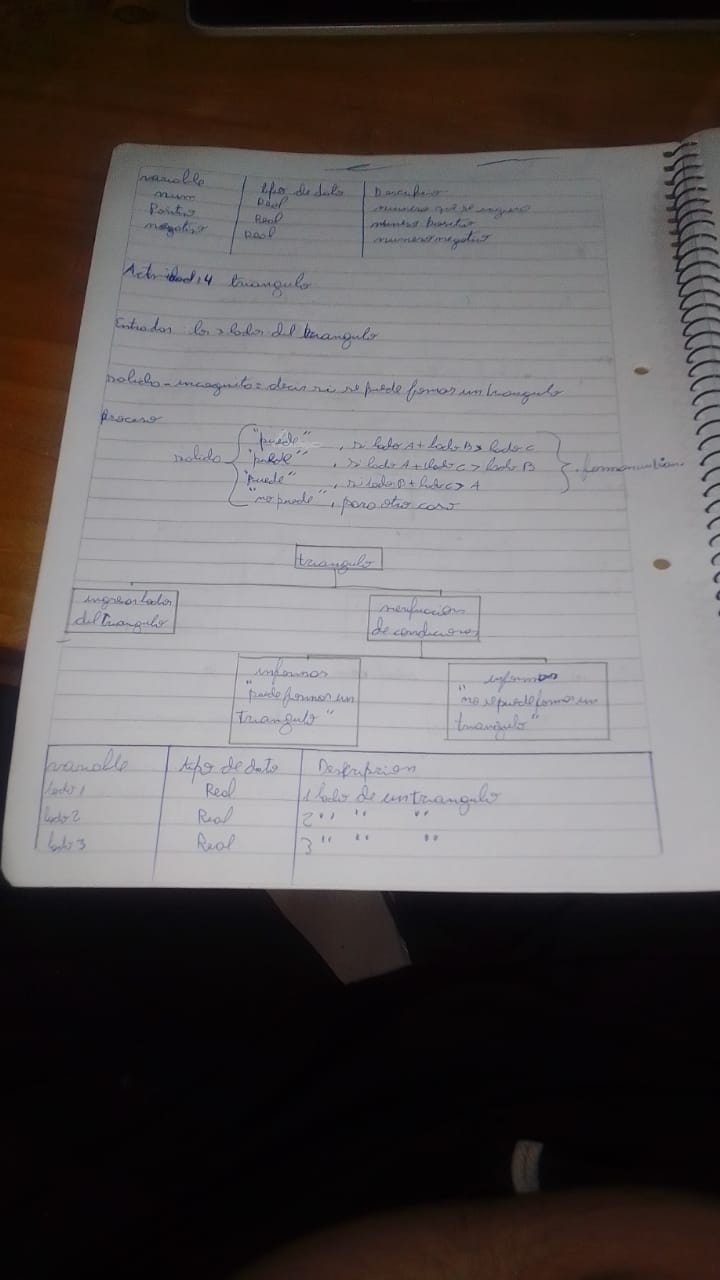 variable tipo de dato Descripcion
num Real numero que se ingresa
Positivo Real numero positivo
negativo Real numero negativo
Actividad 14 triangulo
Entrados los 3 lados del triangulo
salida - incognita = decir si se puede formar un triangulo
Proceso
salida
"puede" , si lado A + lado B > lado C
"puede" , si lado A + lado C > lado B
"puede" , si lado B + lado C > A
"no puede" , para otro caso
triangulo
ingresar lados
del triangulo
verificacion
de condiciones
informar
"puede formar un
triangulo"
informar
"no se puede formar un
triangulo"
variable tipo de dato Descripcion
lado 1 Real 1 lado de un triangulo
lado 2 Real 2 " " "
lado 3 Real 3 " " "